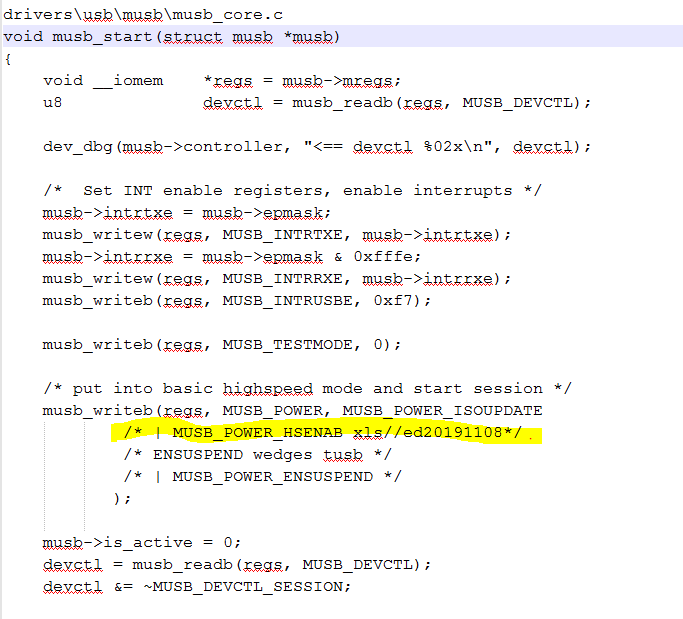 drivers\usb\musb\musb_core.c
void musb_start(struct musb *musb)
{
    void __iomem    *regs = musb->mregs;
    u8              devctl = musb_readb(regs, MUSB_DEVCTL);

    dev_dbg(musb->controller, "<== devctl %02x\n", devctl);

    /*  Set INT enable registers, enable interrupts */
    musb->intrtxe = musb->epmask;
    musb_writew(regs, MUSB_INTRTXE, musb->intrtxe);
    musb->intrrxe = musb->epmask & 0xfffe;
    musb_writew(regs, MUSB_INTRRXE, musb->intrrxe);
    musb_writeb(regs, MUSB_INTRUSBE, 0xf7);

    musb_writeb(regs, MUSB_TESTMODE, 0);

    /* put into basic highspeed mode and start session */
    musb_writeb(regs, MUSB_POWER, MUSB_POWER_ISOUPDATE
            /* | MUSB_POWER_HSENAB xls//ed20191108*/
            /* ENSUSPEND wedges tusb */
            /* | MUSB_POWER_ENSUSPEND */
           );

    musb->is_active = 0;
    devctl = musb_readb(regs, MUSB_DEVCTL);
    devctl &= ~MUSB_DEVCTL_SESSION;